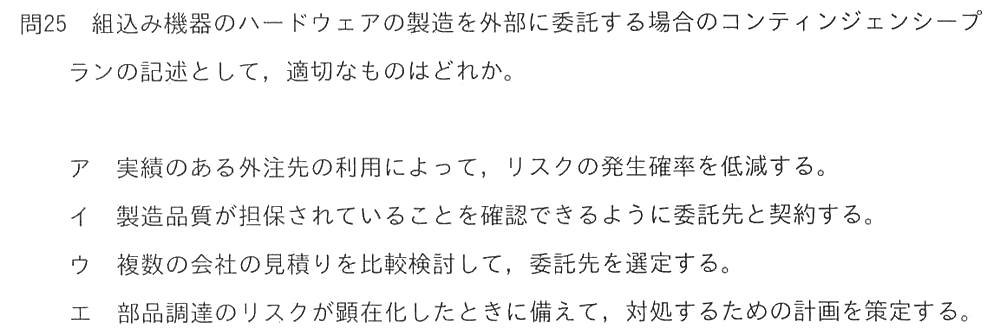 問25　組込み機器のハードウェアの製造を外部に委託する場合のコンティンジェンシープ
ランの記述として，適切なものはどれか。
ア　実績のある外注先の利用によって，リスクの発生確率を低減する。
イ　製造品質が担保されていることを確認できるように委託先と契約する。
ウ　複数の会社の見積りを比較検討して，委託先を選定する。
エ　部品調達のリスクが顕在化したときに備えて，対処するための計画を策定する。